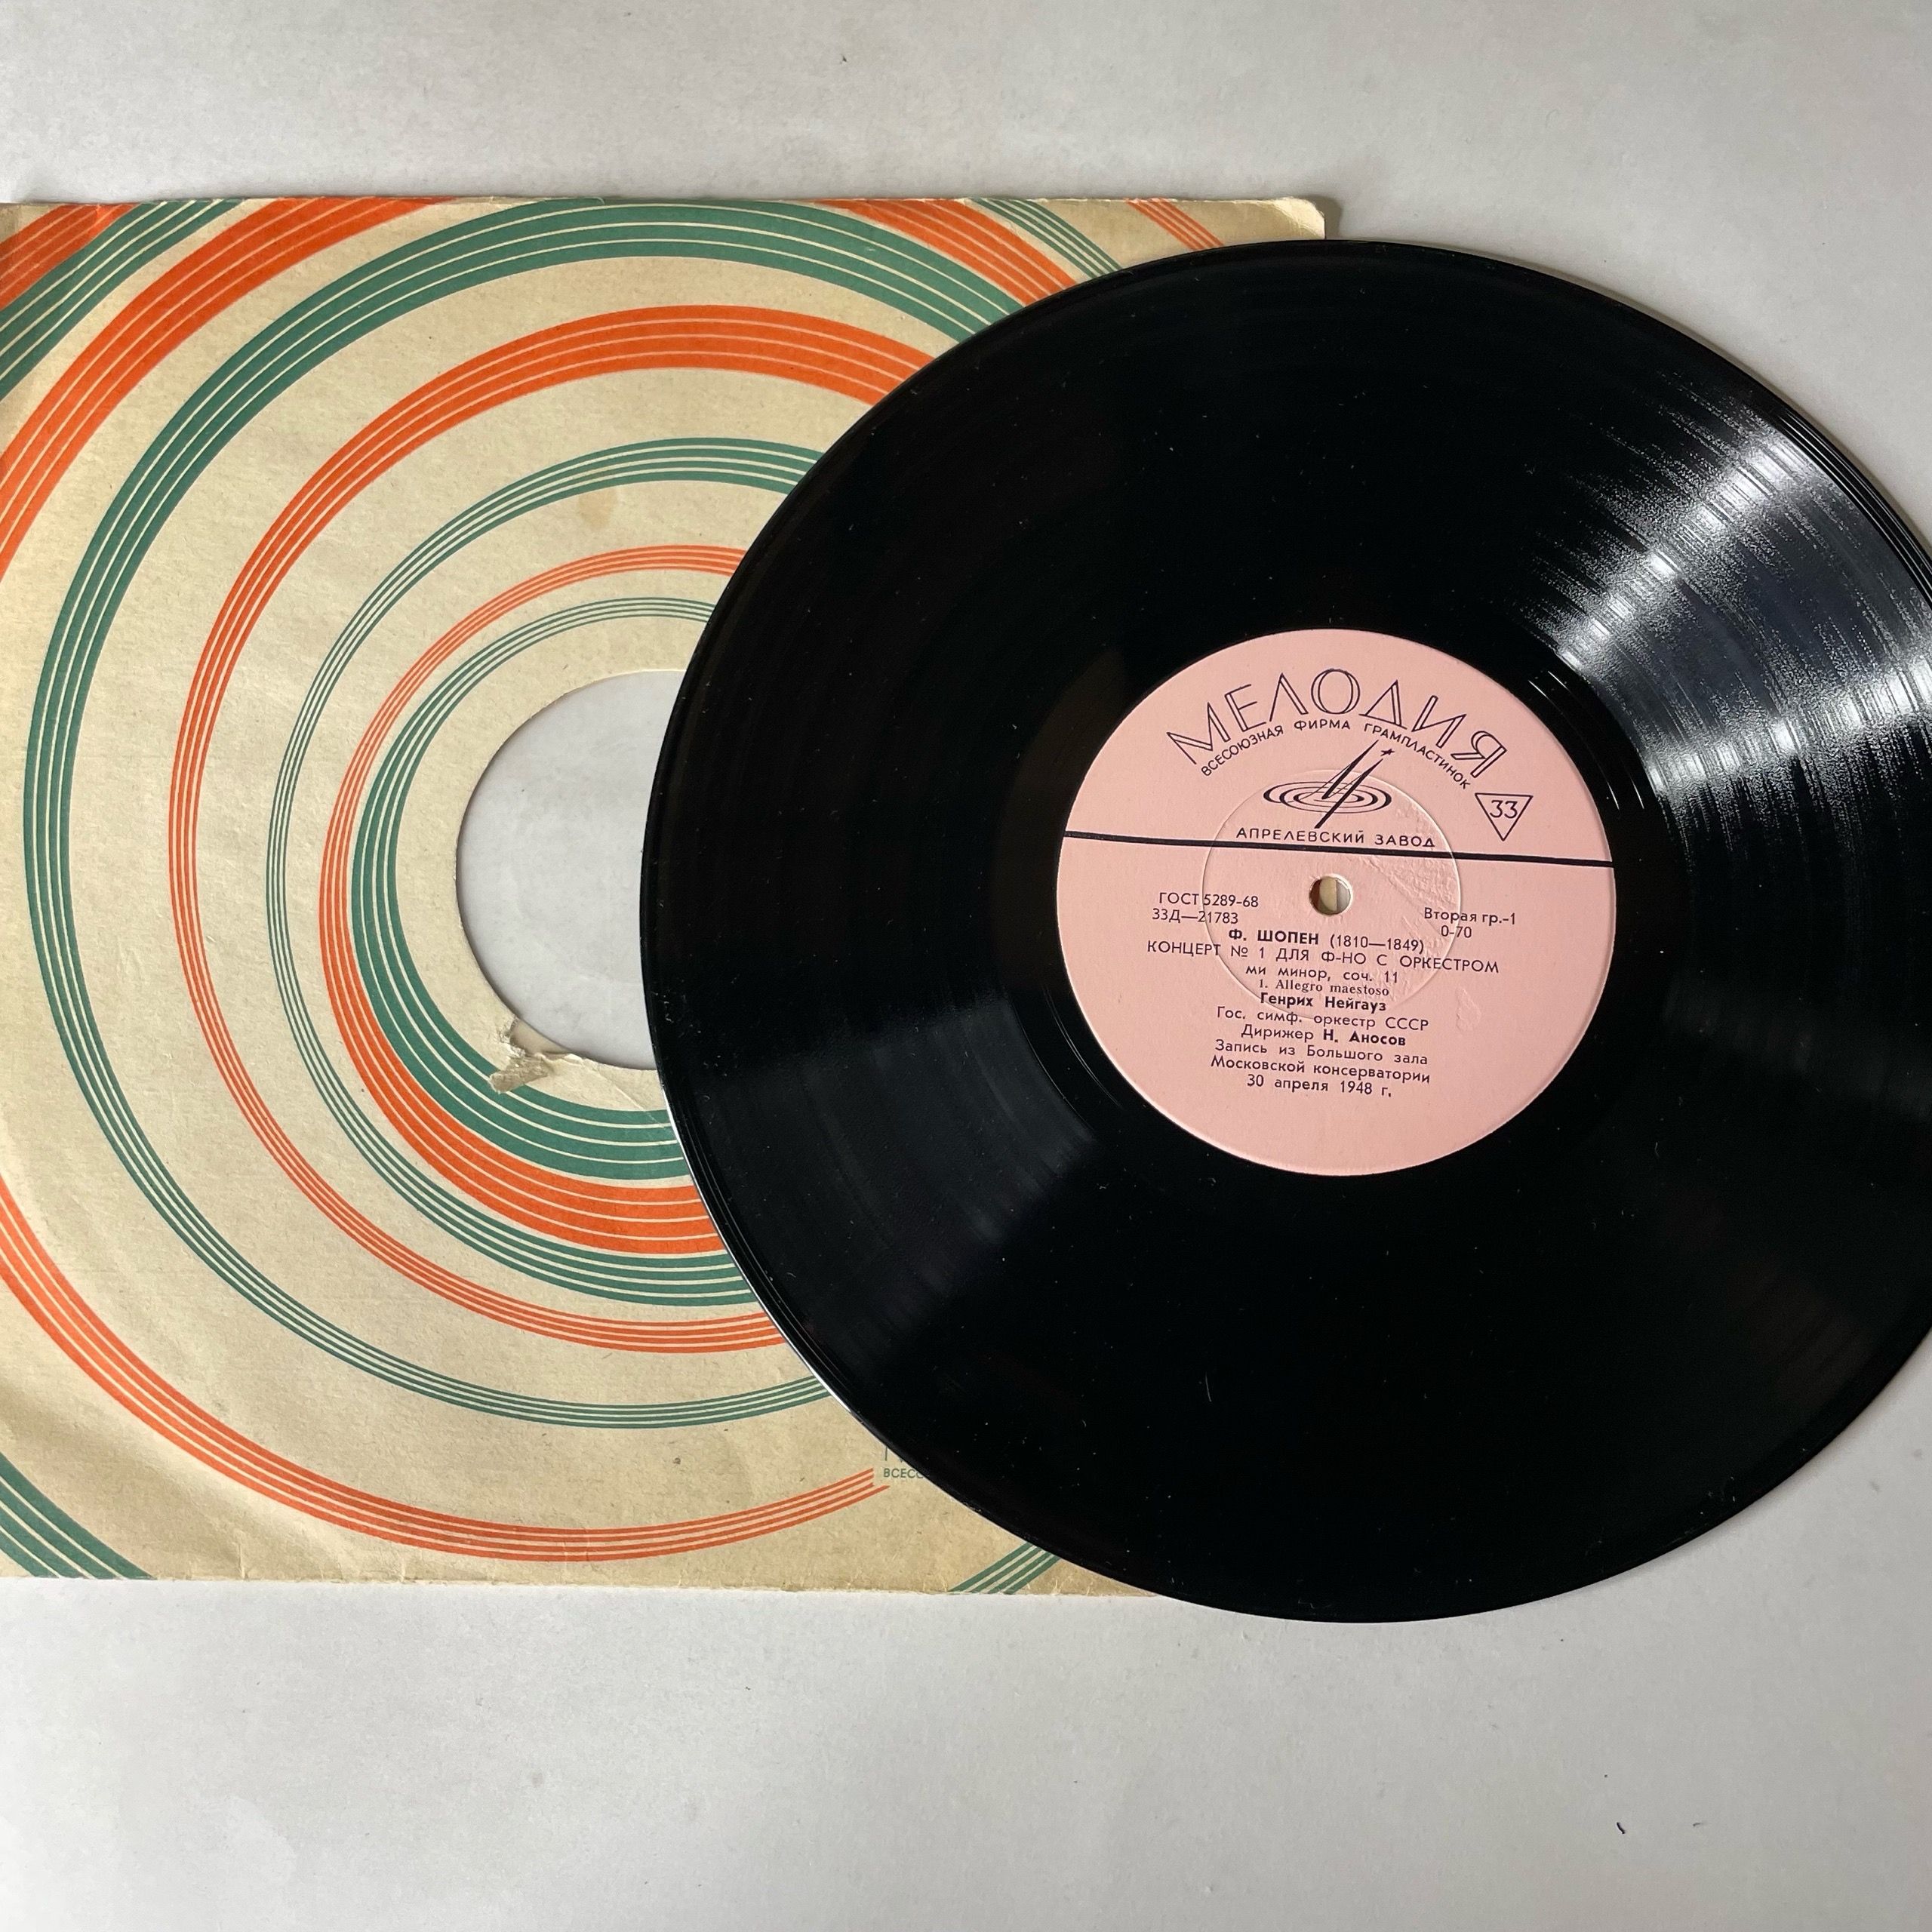 МЕЛОДИЯ
ВСЕСОЮЗНАЯ ФИРМА ГРАМПЛАСТИНОК
33
АПРЕЛЕВСКИЙ ЗАВОД
ГОСТ 5289-68
33Д—21783
Вторая гр.-1
0-70
Ф. ШОПЕН (1810—1849)
КОНЦЕРТ № 1 ДЛЯ Ф-НО С ОРКЕСТРОМ
ми минор, соч. 11
1. Allegro maestoso
Генрих Нейгауз
Гос. симф. оркестр СССР
Дирижер Н. Аносов
Запись из Большого зала
Московской консерватории
30 апреля 1948 г.